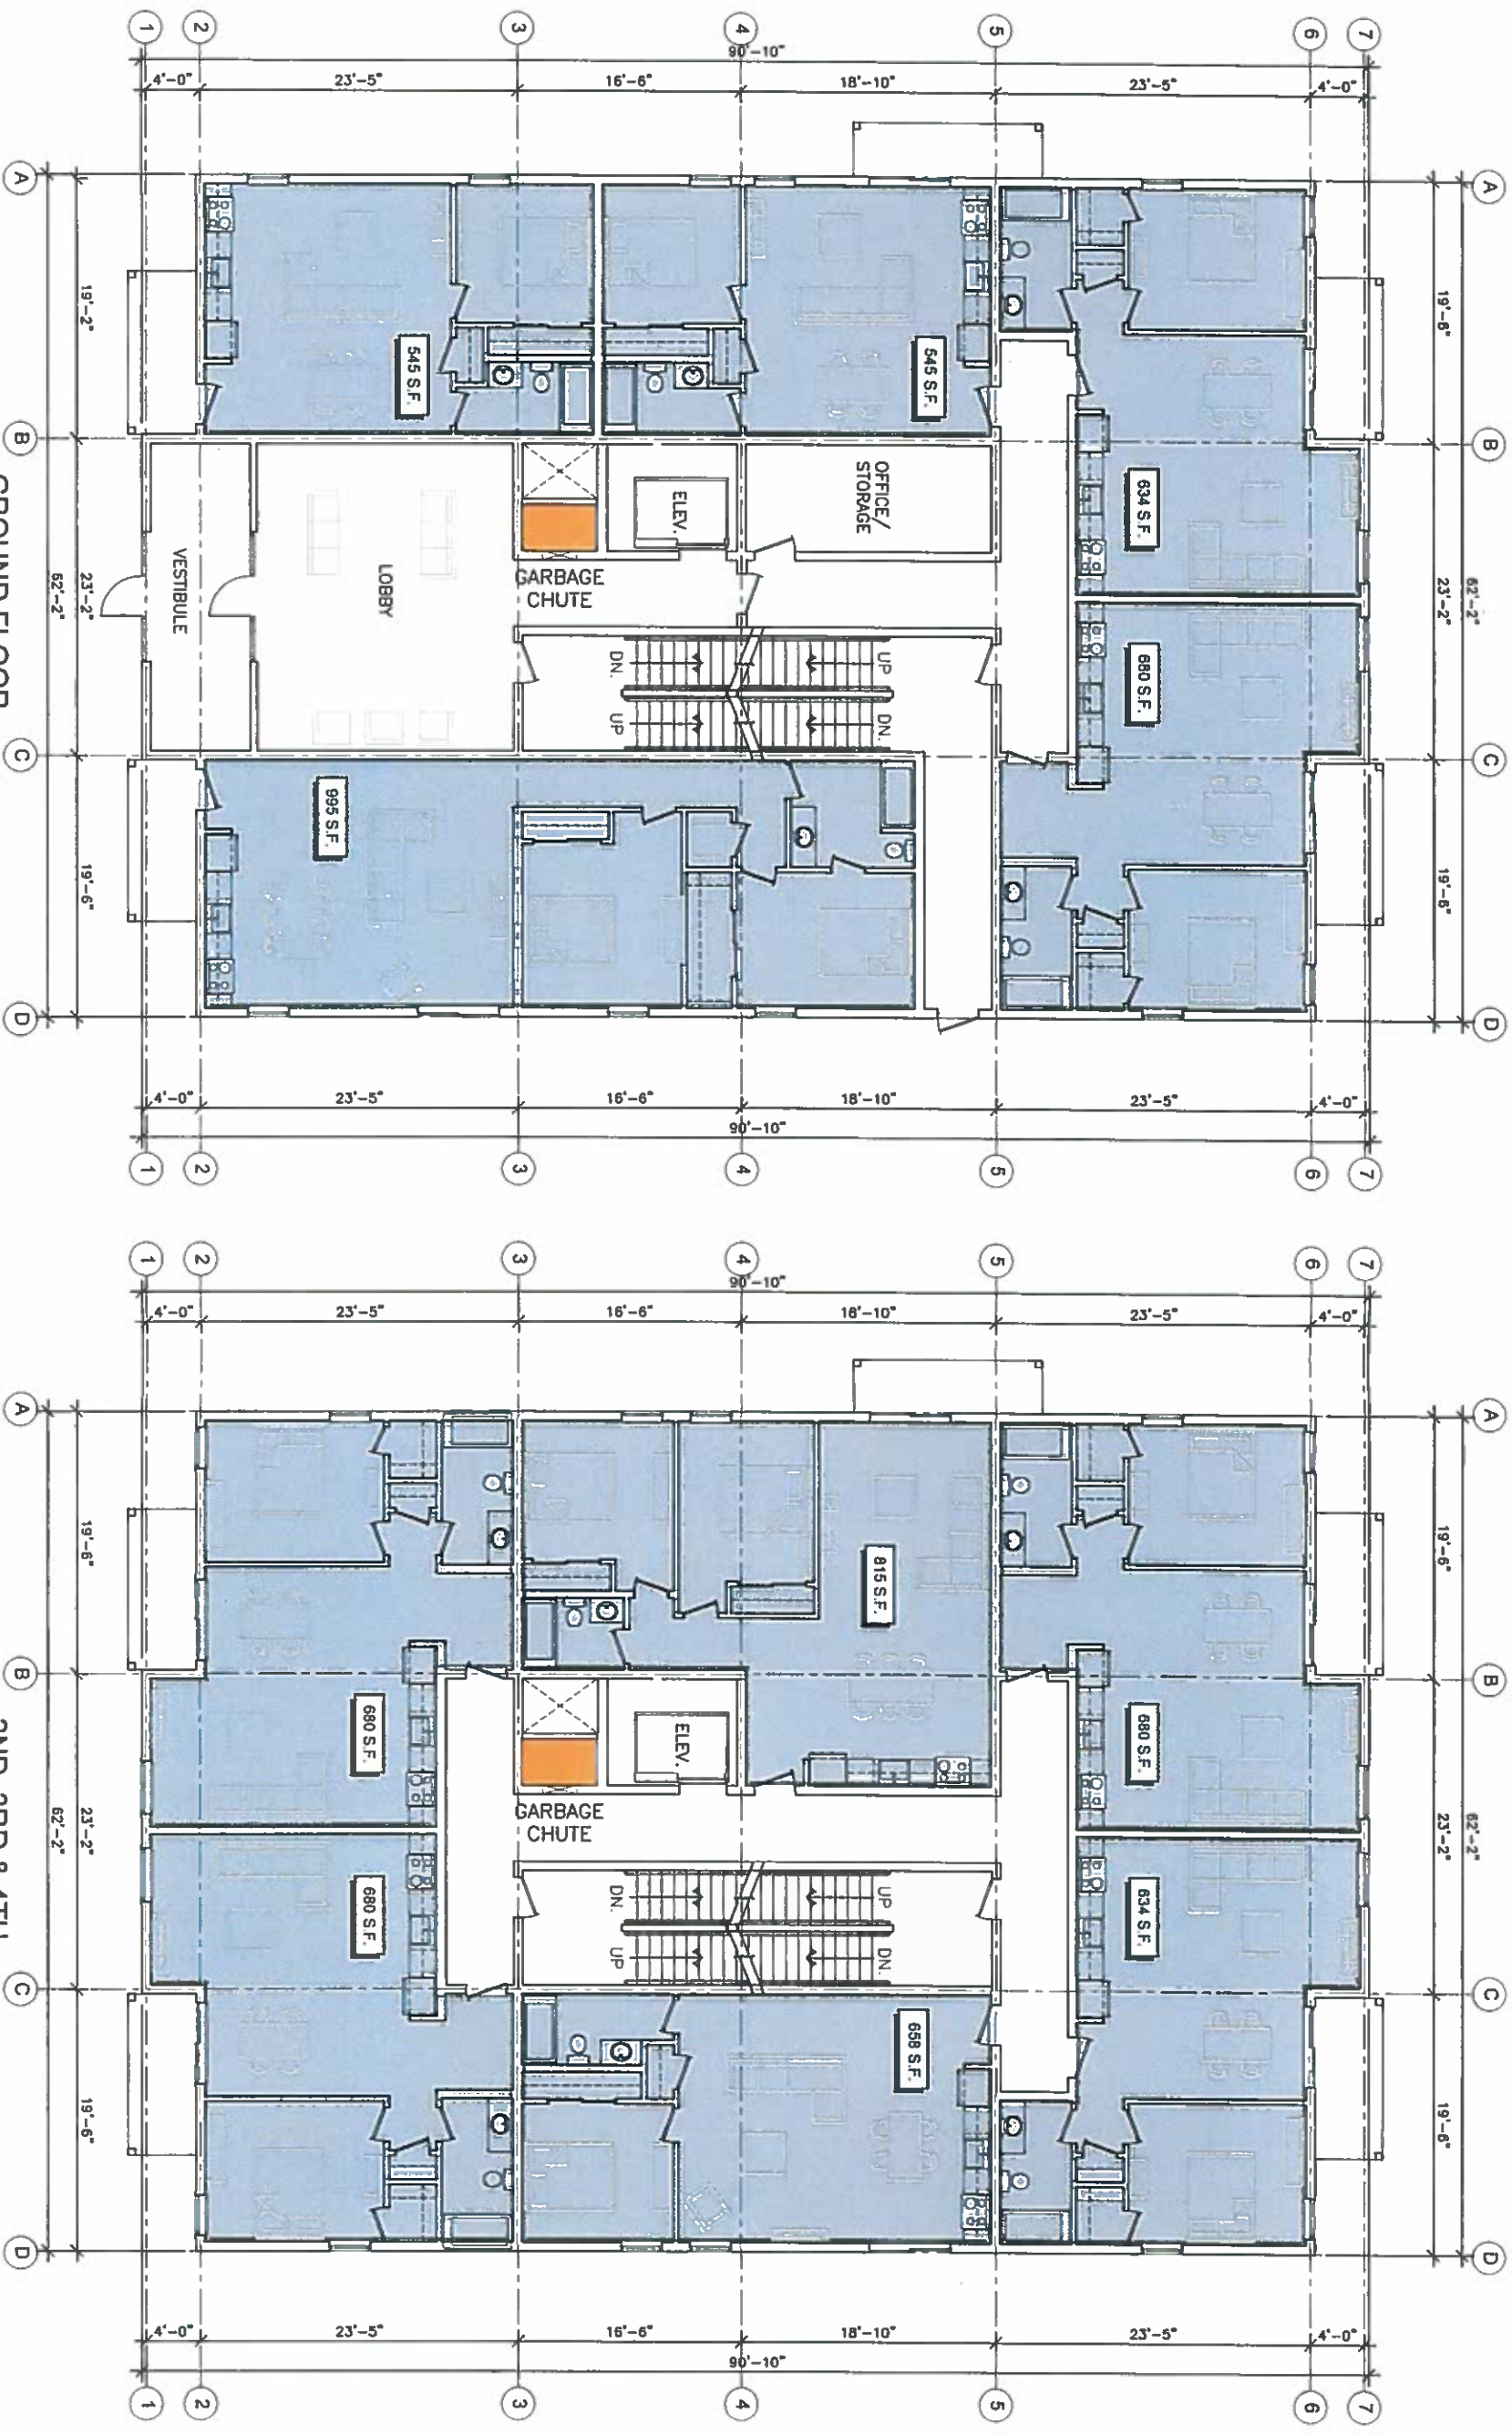 1
2
3
4
5
6
7
90'-10"
4'-0"
23'-5"
16'-6"
18'-10"
23'-5"
4'-0"
A
A
19'-2"
19'-6"
545 S.F.
545 S.F.
B
B
634 S.F.
OFFICE/
STORAGE
ELEV.
VESTIBULE
LOBBY
GARBAGE
CHUTE
23'-2"
62'-2"
23'-2"
62'-2"
DN.
UP
UP
DN.
680 S.F.
C
C
995 S.F.
19'-6"
19'-6"
D
D
4'-0"
23'-5"
16'-6"
18'-10"
23'-5"
4'-0"
90'-10"
1
2
3
4
5
6
7
GROUND FLOOR
1
2
3
4
5
6
7
90'-10"
4'-0"
23'-5"
16'-6"
18'-10"
23'-5"
4'-0"
A
A
19'-6"
19'-6"
815 S.F.
B
B
680 S.F.
ELEV.
680 S.F.
GARBAGE
CHUTE
23'-2"
62'-2"
23'-2"
62'-2"
680 S.F.
DN.
UP
UP
DN.
634 S.F.
C
C
658 S.F.
19'-6"
19'-6"
D
D
4'-0"
23'-5"
16'-6"
18'-10"
23'-5"
4'-0"
90'-10"
1
2
3
4
5
6
7